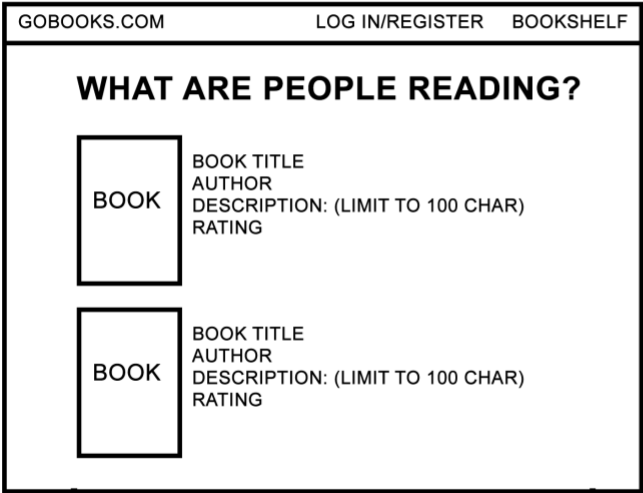 GOBOOKS.COM LOG IN/REGISTER BOOKSHELF
WHAT ARE PEOPLE READING?
BOOK
BOOK TITLE
AUTHOR
DESCRIPTION: (LIMIT TO 100 CHAR)
RATING
BOOK
BOOK TITLE
AUTHOR
DESCRIPTION: (LIMIT TO 100 CHAR)
RATING